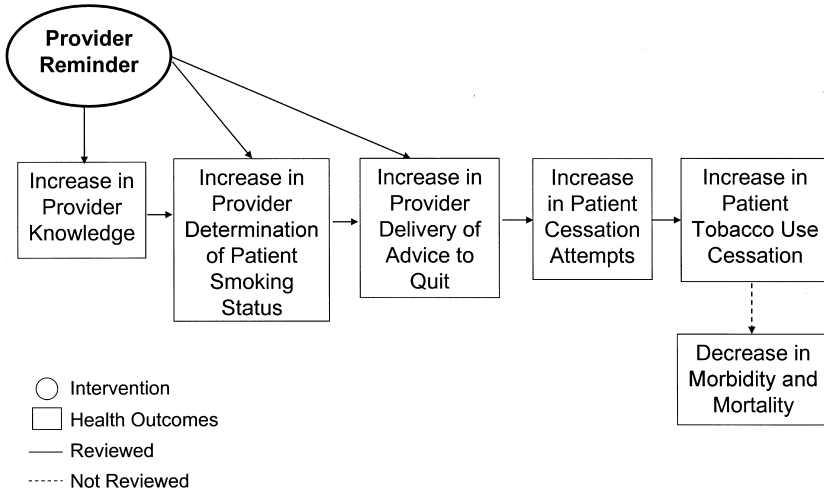 Provider
Reminder
Increase in
Provider
Knowledge
Increase in
Provider
Determination
of Patient
Smoking
Status
Increase in
Provider
Delivery of
Advice to
Quit
Increase
in Patient
Cessation
Attempts
Increase in
Patient
Tobacco Use
Cessation
Decrease in
Morbidity and
Mortality
Intervention
Health Outcomes
Reviewed
Not Reviewed